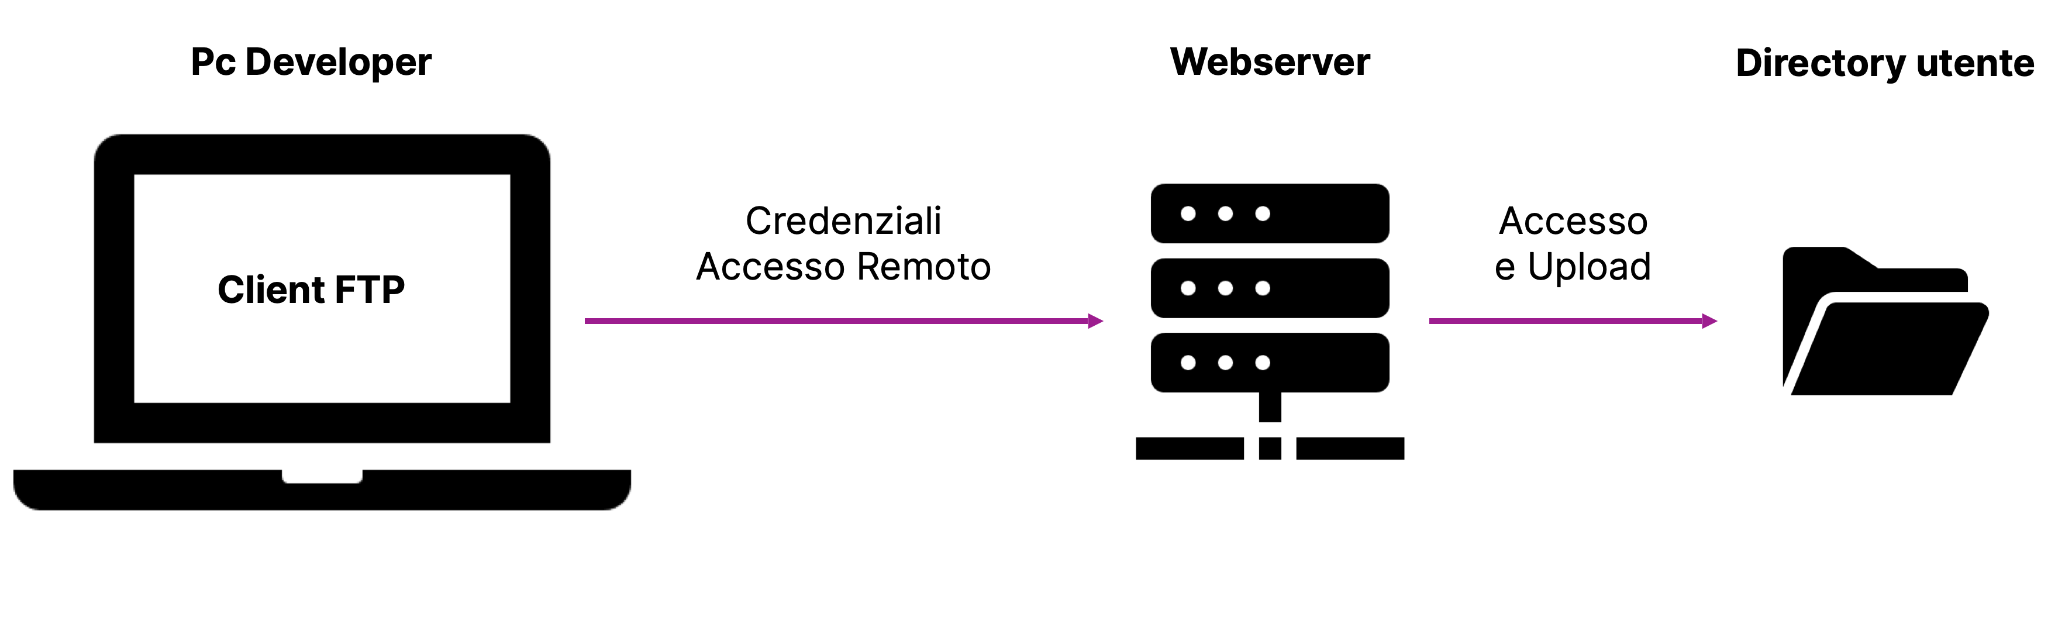 Pc Developer
Webserver
Directory utente
Client FTP
Credenziali
Accesso Remoto
Accesso
e Upload